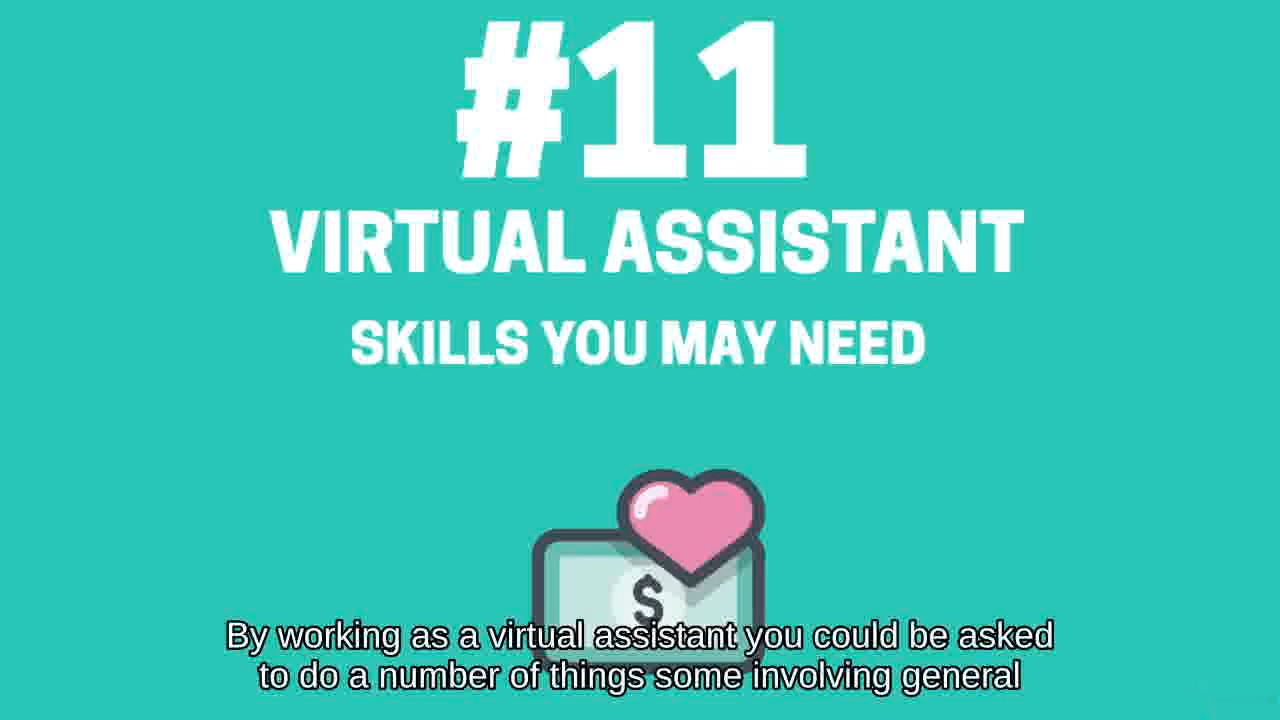 #11
VIRTUAL ASSISTANT
SKILLS YOU MAY NEED
$
By working as a virtual assistant you could be asked
to do a number of things some involving general